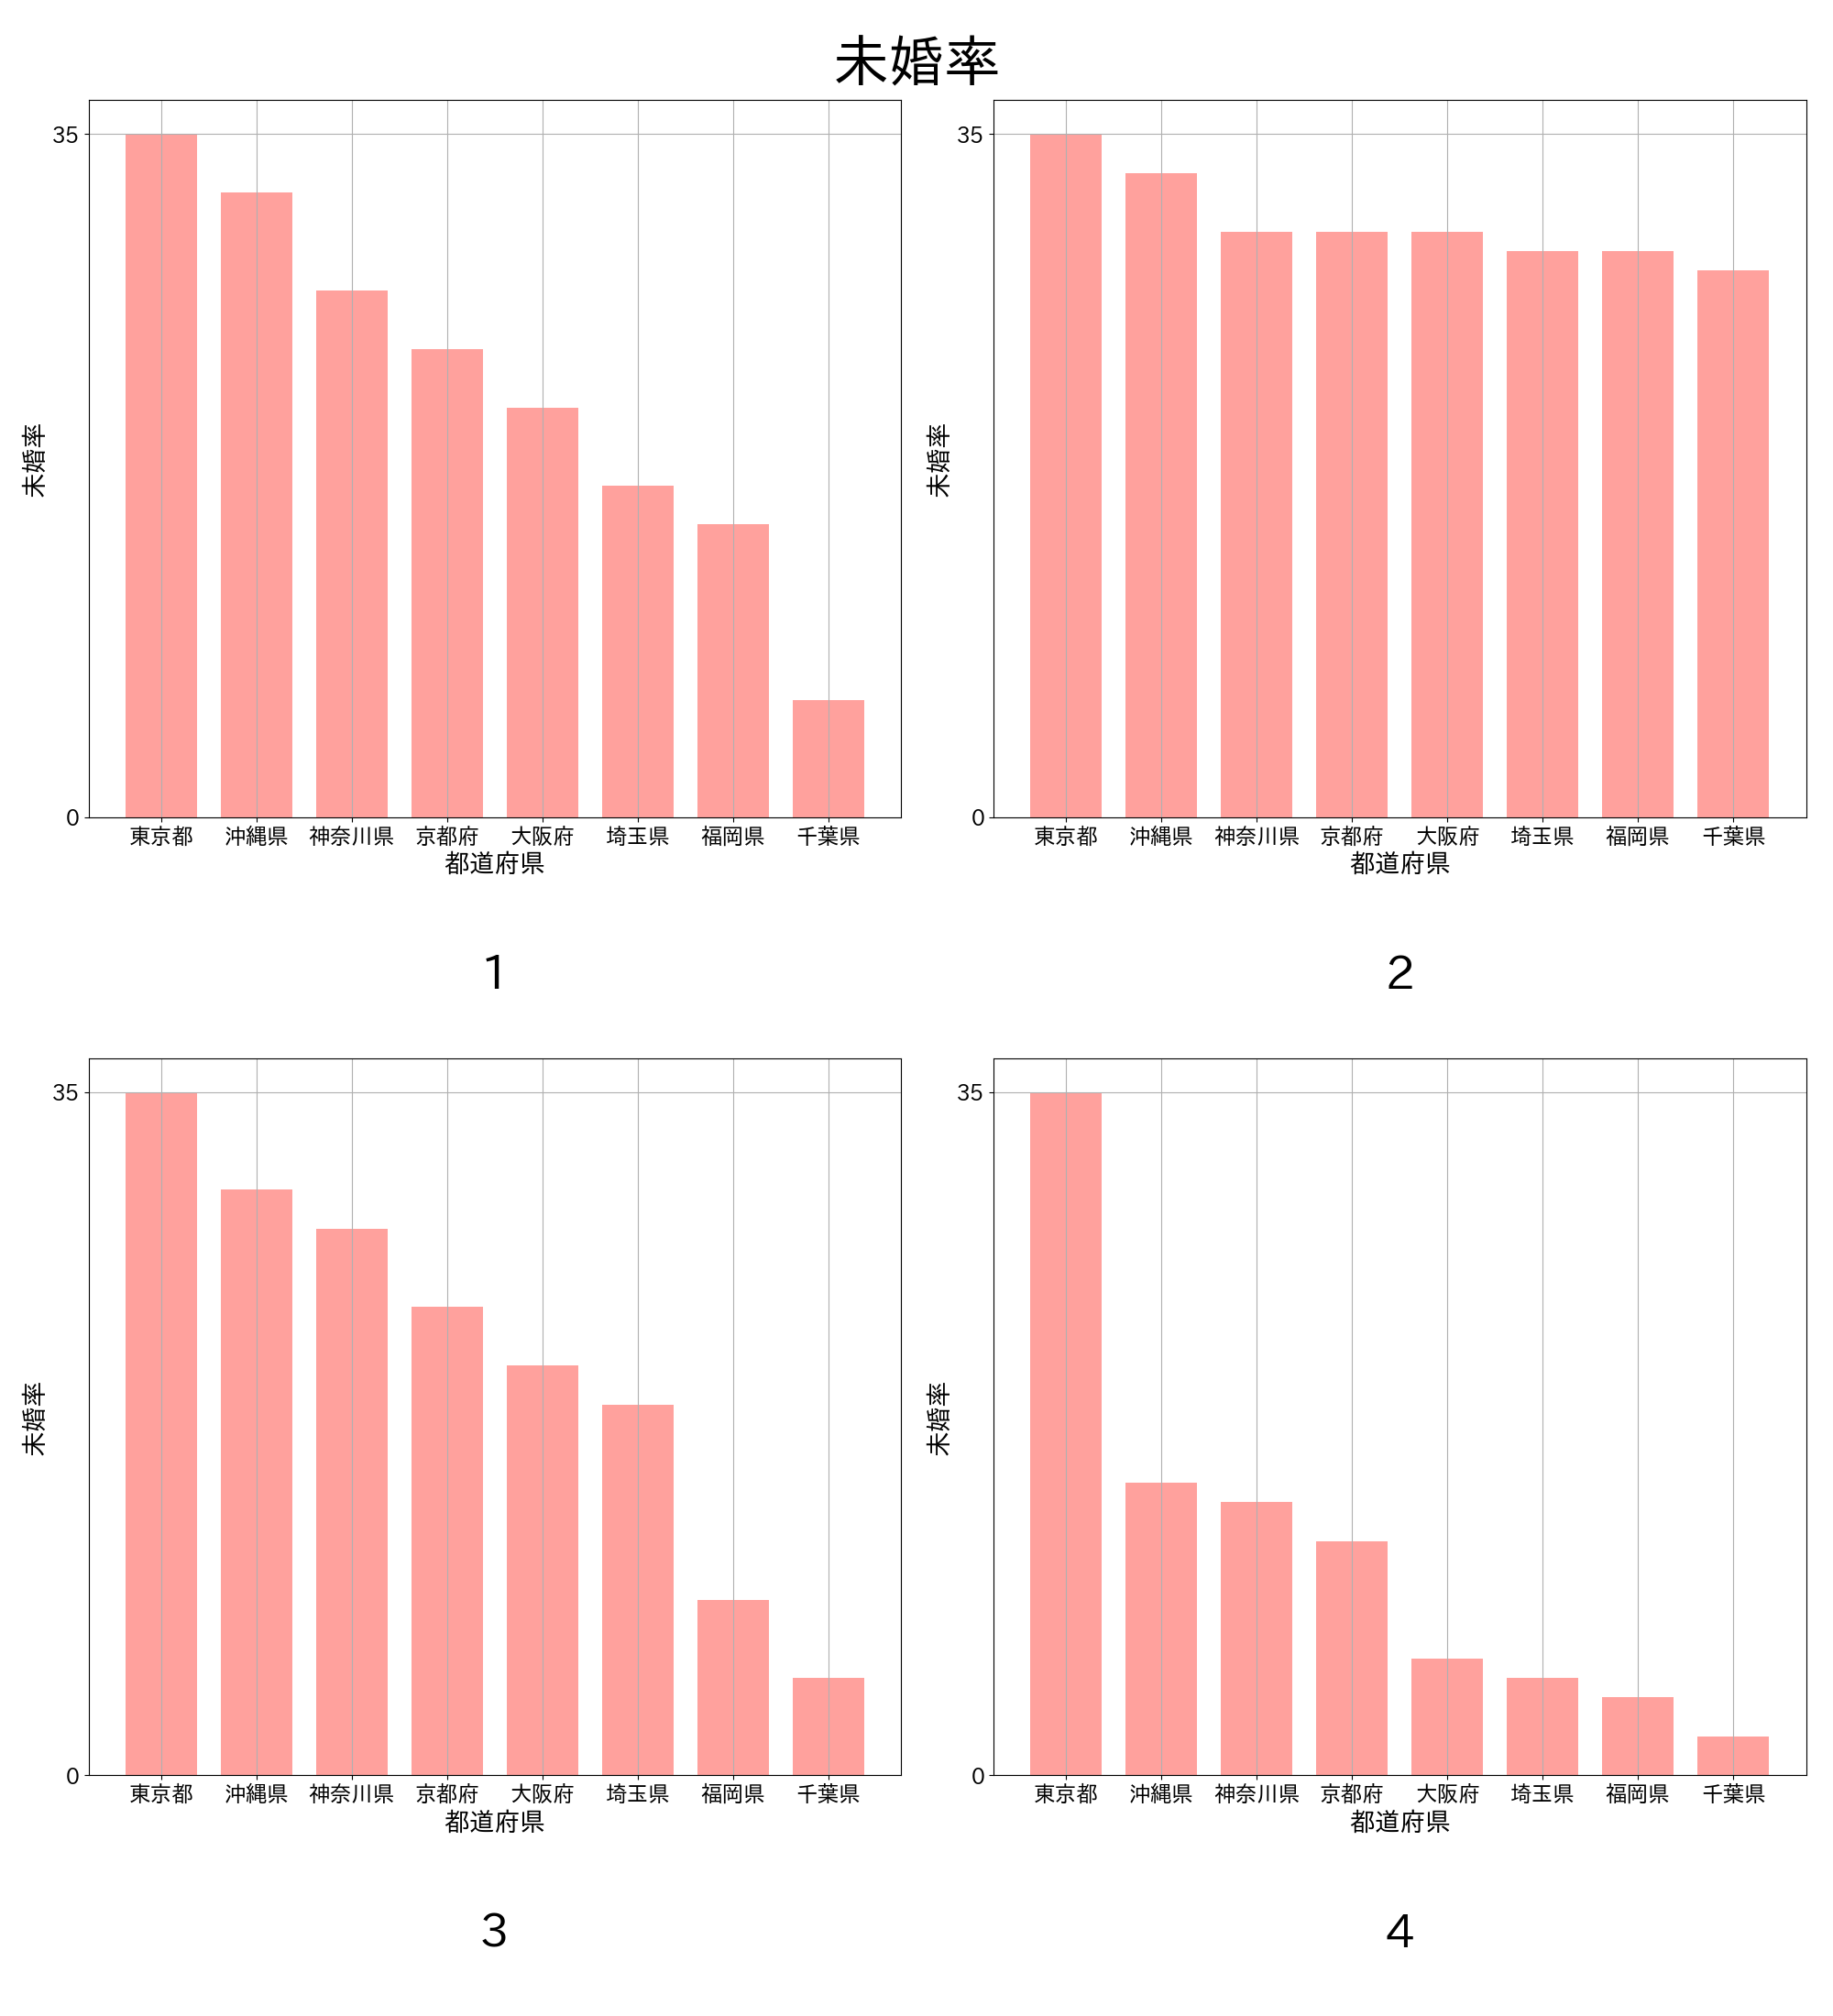 未婚率
35
0
未婚率
東京都 沖縄県 神奈川県 京都府 大阪府 埼玉県 福岡県 千葉県
都道府県
1
35
0
未婚率
東京都 沖縄県 神奈川県 京都府 大阪府 埼玉県 福岡県 千葉県
都道府県
2
35
0
未婚率
東京都 沖縄県 神奈川県 京都府 大阪府 埼玉県 福岡県 千葉県
都道府県
3
35
0
未婚率
東京都 沖縄県 神奈川県 京都府 大阪府 埼玉県 福岡県 千葉県
都道府県
4